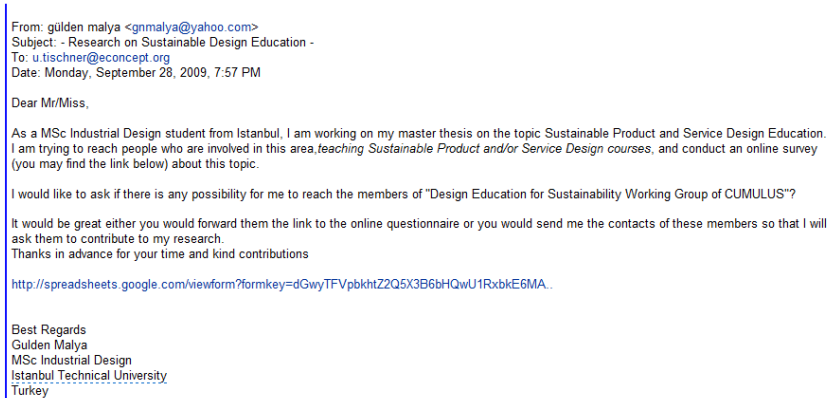 From: gülden malya <gnmalya@yahoo.com>
Subject: - Research on Sustainable Design Education -
To: u.tischner@econcept.org
Date: Monday, September 28, 2009, 7:57 PM
Dear Mr/Miss,
As a MSc Industrial Design student from Istanbul, I am working on my master thesis on the topic Sustainable Product and Service Design Education.
I am trying to reach people who are involved in this area,teaching Sustainable Product and/or Service Design courses, and conduct an online survey
(you may find the link below) about this topic.
I would like to ask if there is any possibility for me to reach the members of "Design Education for Sustainability Working Group of CUMULUS"?
It would be great either you would forward them the link to the online questionnaire or you would send me the contacts of these members so that I will
ask them to contribute to my research.
Thanks in advance for your time and kind contributions
http://spreadsheets.google.com/viewform?formkey=dGwyTFVpbkhtZ2Q5X3B6bHQwU1RxbkE6MA..
Best Regards
Gulden Malya
MSc Industrial Design
Istanbul Technical University
Turkey